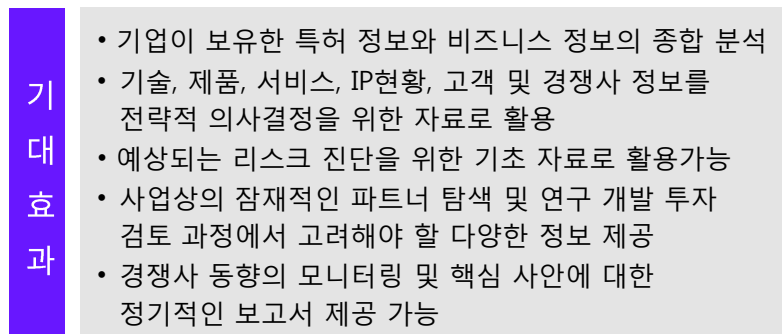 기
대
효
과
• 기업이 보유한 특허 정보와 비즈니스 정보의 종합 분석
• 기술, 제품, 서비스, IP현황, 고객 및 경쟁사 정보를
전략적 의사결정을 위한 자료로 활용
• 예상되는 리스크 진단을 위한 기초 자료로 활용가능
• 사업상의 잠재적인 파트너 탐색 및 연구 개발 투자
검토 과정에서 고려해야 할 다양한 정보 제공
• 경쟁사 동향의 모니터링 및 핵심 사안에 대한
정기적인 보고서 제공 가능